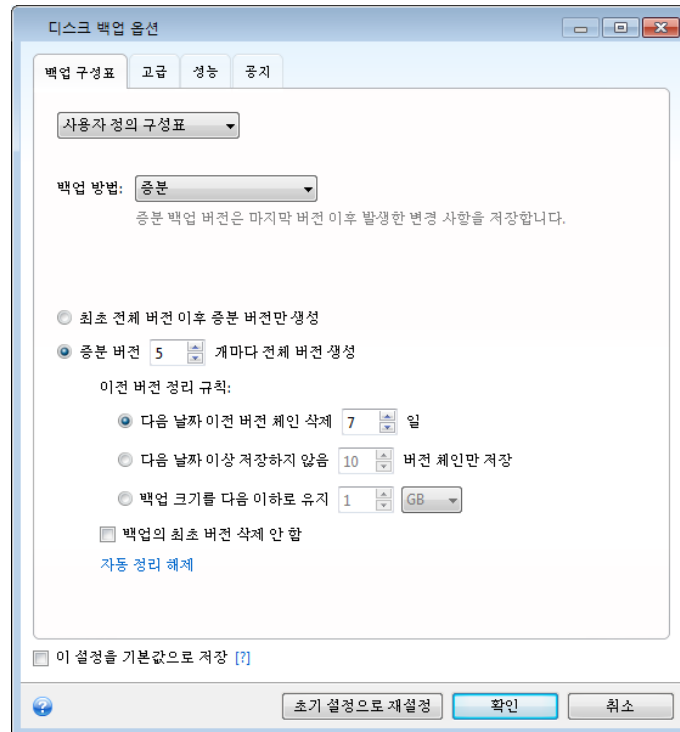 디스크 백업 옵션
백업 구성표 고급 성능 공지
사용자 정의 구성표
백업 방법: 증분
증분 백업 버전은 마지막 버전 이후 발생한 변경 사항을 저장합니다.
최초 전체 버전 이후 증분 버전만 생성
증분 버전 5 개마다 전체 버전 생성
이전 버전 정리 규칙:
다음 날짜 이전 버전 체인 삭제 7 일
다음 날짜 이상 저장하지 않음 10 버전 체인만 저장
백업 크기를 다음 이하로 유지 1 GB
백업의 최초 버전 삭제 안 함
자동 정리 해제
이 설정을 기본값으로 저장 [?]
초기 설정으로 재설정 확인 취소